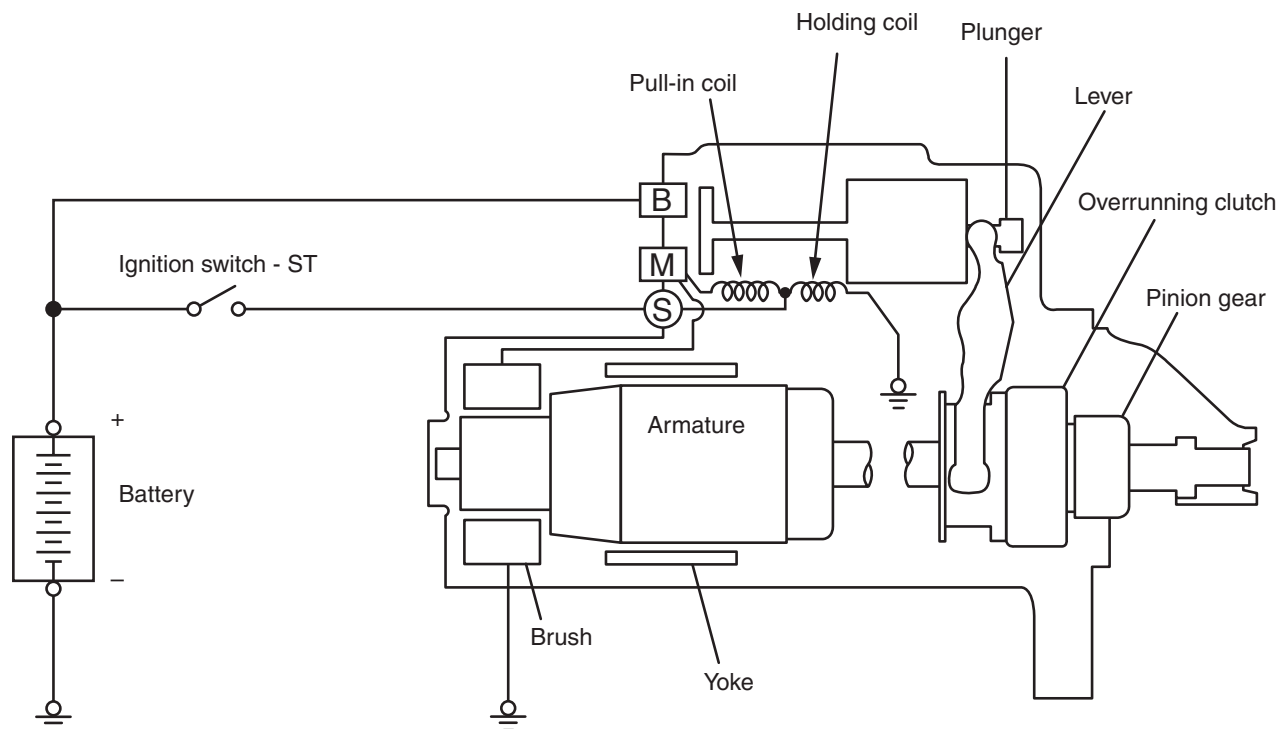 Holding coil
Plunger
Pull-in coil
Lever
B
Overrunning clutch
M
Ignition switch - ST
S
Pinion gear
+
Armature
Battery
–
Brush
Yoke